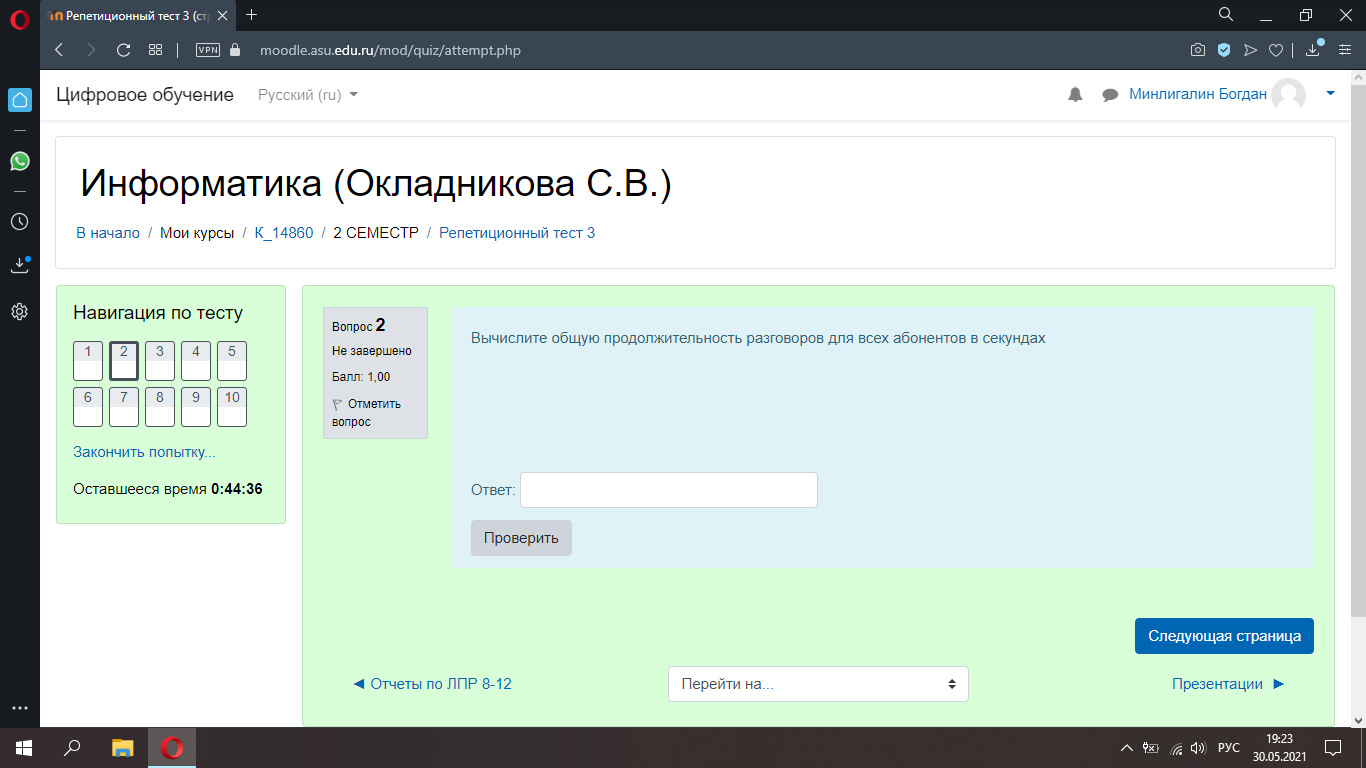 Репетиционный тест 3 (стр
VPN
moodle.asu.edu.ru/mod/quiz/attempt.php
Цифровое обучение
Русский (ru)
Минлигалин Богдан
Информатика (Окладникова С.В.)
В начало / Мои курсы / К_14860 / 2 СЕМЕСТР / Репетиционный тест 3
Навигация по тесту
1 2 3 4 5
6 7 8 9 10
Закончить попытку...
Оставшееся время 0:44:36
Вопрос 2
Не завершено
Балл: 1,00
Отметить
вопрос
Вычислите общую продолжительность разговоров для всех абонентов в секундах
Ответ:
Проверить
Следующая страница
◄ Отчеты по ЛПР 8-12
Перейти на...
Презентации ►
РУС
19:23
30.05.2021